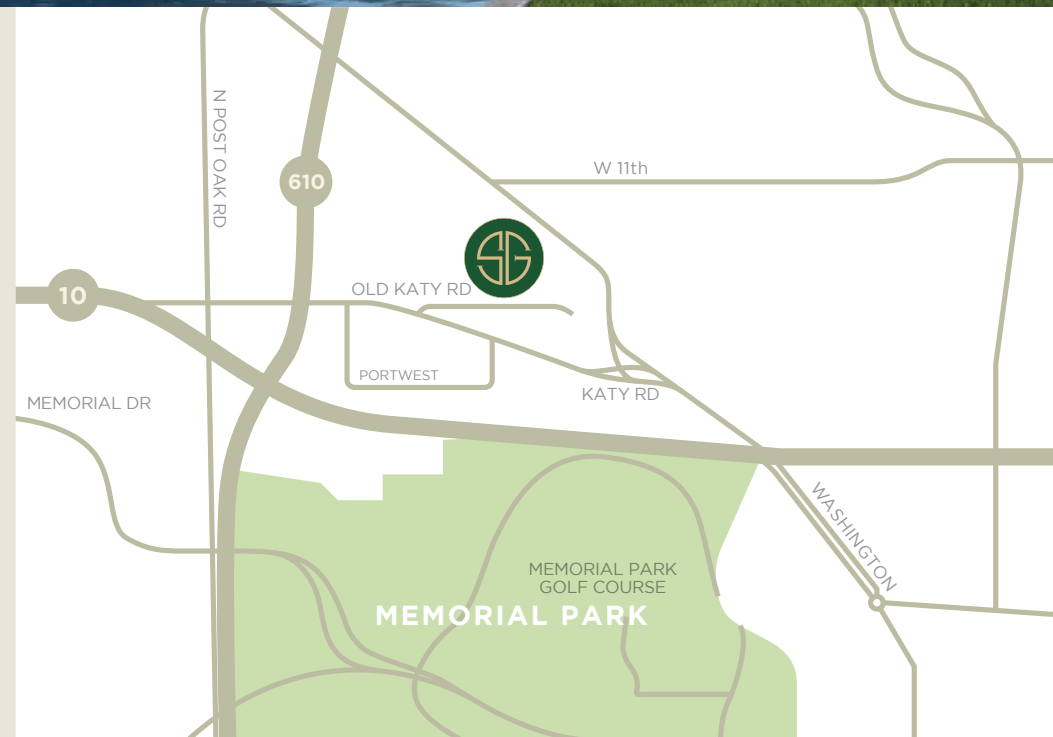 N POST OAK RD
W 11th
610
SG
OLD KATY RD
10
PORTWEST
KATY RD
MEMORIAL DR
WASHINGTON
MEMORIAL PARK
GOLF COURSE
MEMORIAL PARK